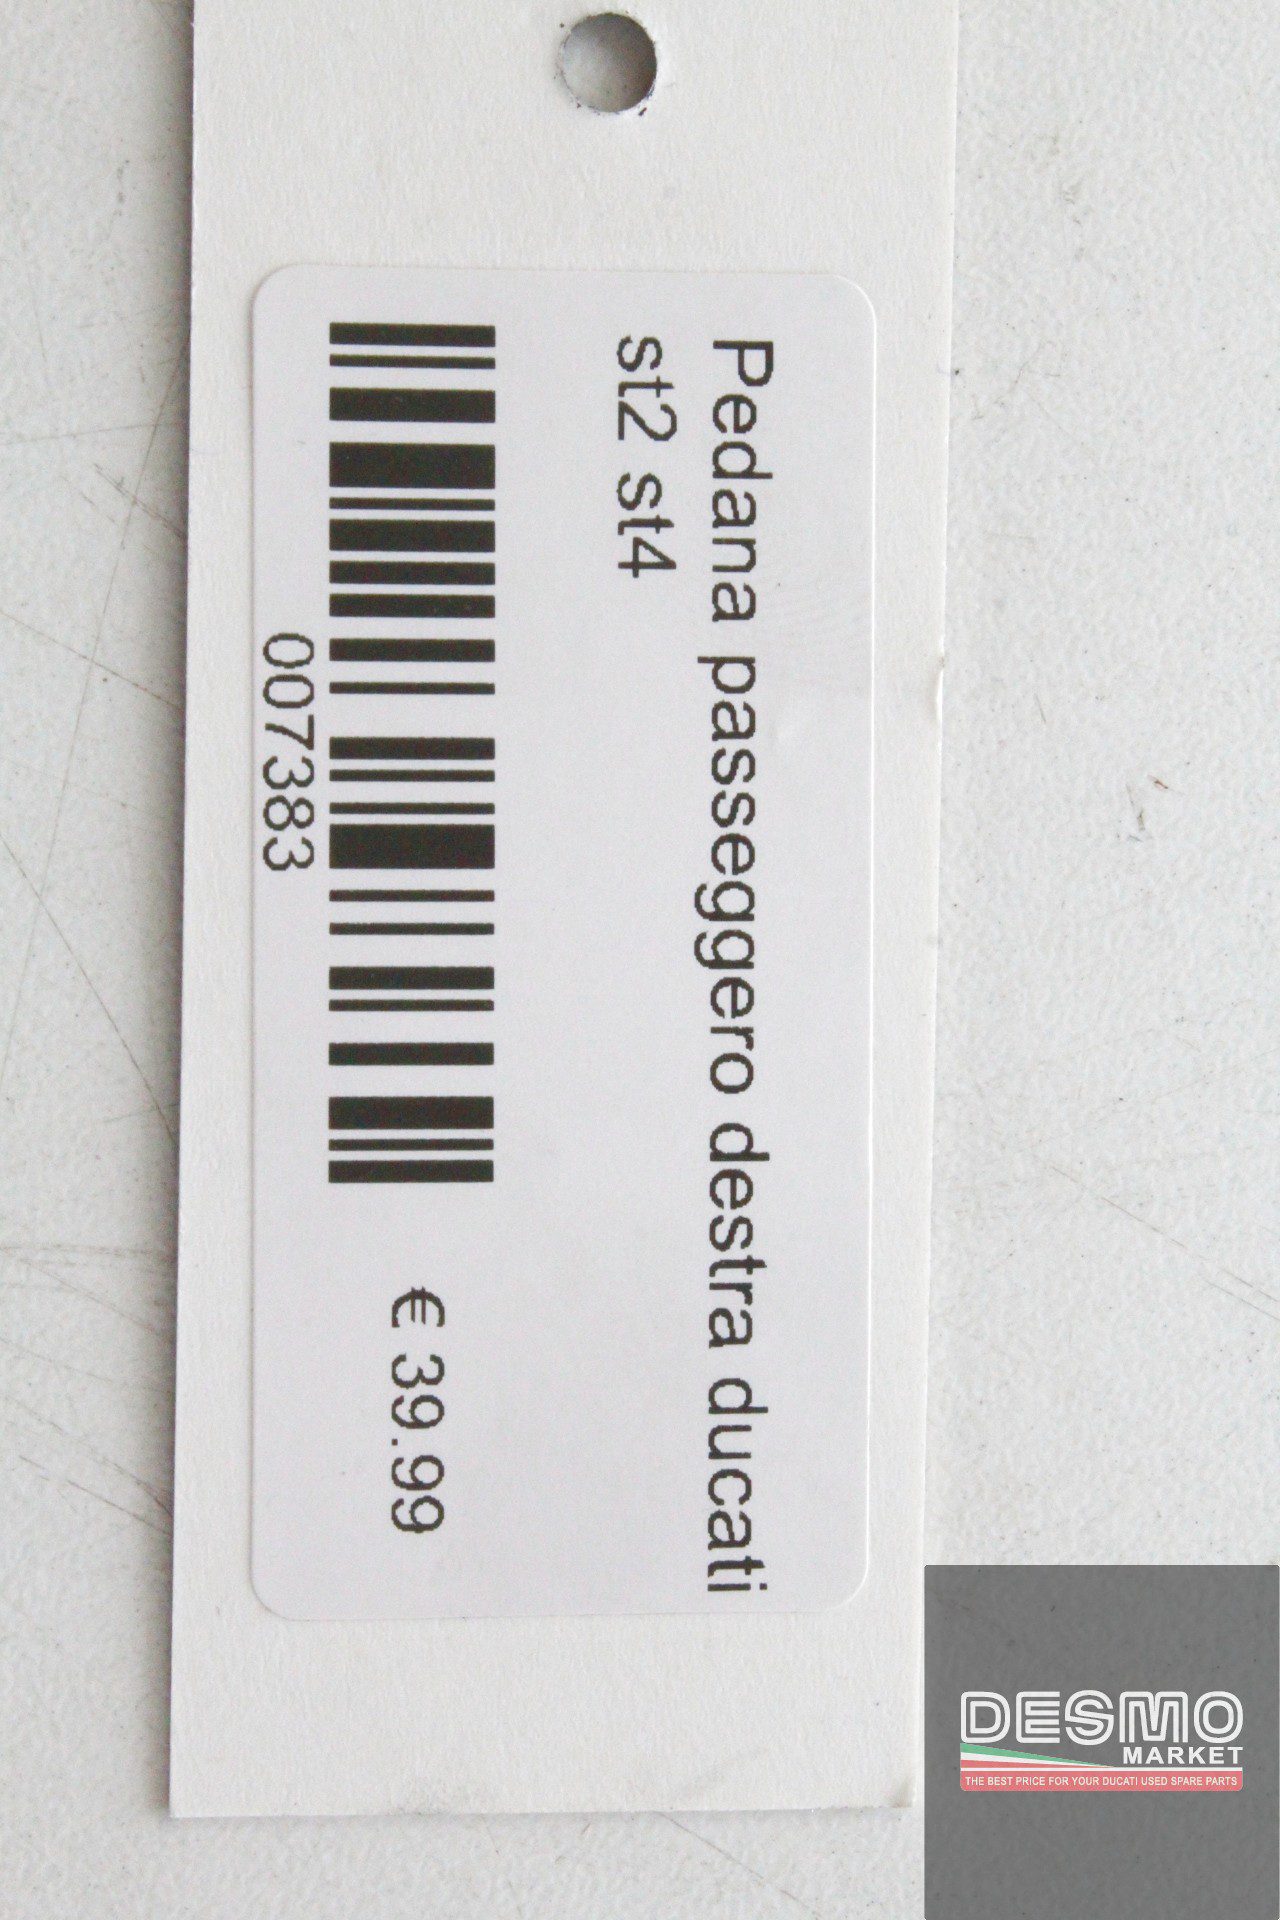 Pedana passeggero destra ducati
st2 st4
007383
€ 39.99
DESMO
MARKET
THE BEST PRICE FOR YOUR DUCATI USED SPARE PARTS